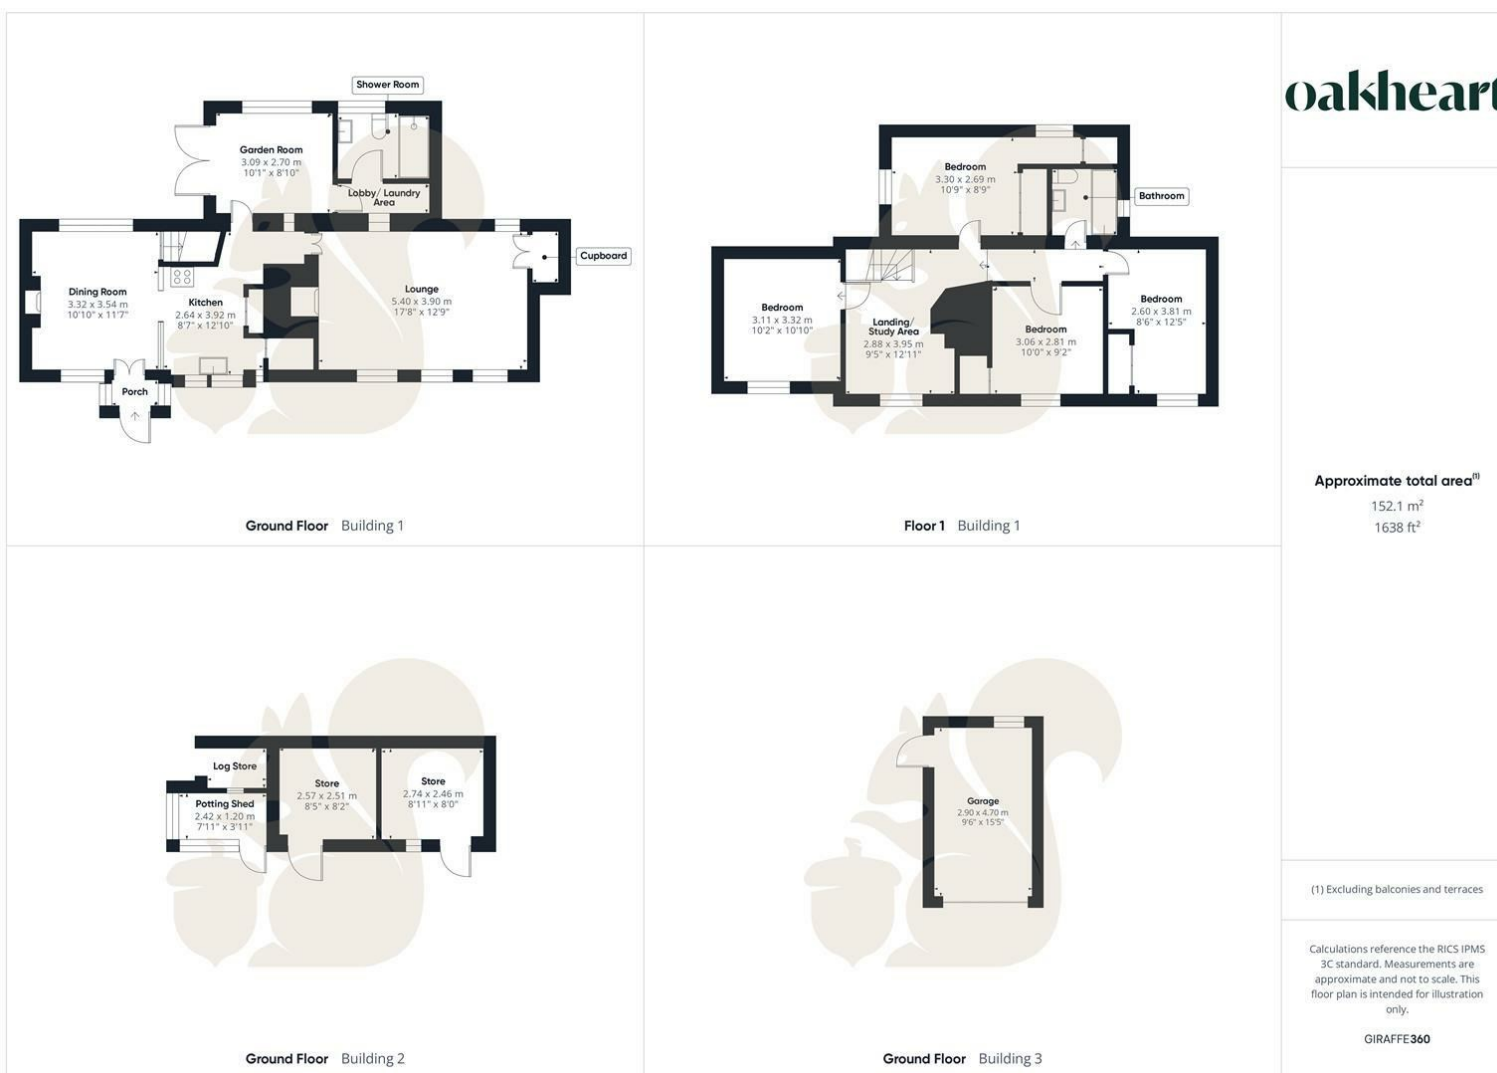 Shower Room
Garden Room
3.09 x 2.70 m
10'1" x 8'10"
Lobby/ Laundry
Area
Cupboard
Dining Room
3.32 x 3.54 m
10'10" x 11'7"
Kitchen
2.64 x 3.92 m
8'7" x 12'10"
Lounge
5.40 x 3.90 m
17'8" x 12'9"
Porch
Ground Floor Building 1
Bedroom
3.30 x 2.69 m
10'9" x 8'9"
Bathroom
Bedroom
3.11 x 3.32 m
10'2" x 10'10"
Landing/
Study Area
2.88 x 3.95 m
9'5" x 12'11"
Bedroom
3.06 x 2.81 m
10'0" x 9'2"
Bedroom
2.60 x 3.81 m
8'6" x 12'5"
Floor 1 Building 1
Log Store
Potting Shed
2.42 x 1.20 m
7'11" x 3'11"
Store
2.57 x 2.51 m
8'5" x 8'2"
Store
2.74 x 2.46 m
8'11" x 8'0"
Ground Floor Building 2
Garage
2.90 x 4.70 m
9'6" x 15'5"
Ground Floor Building 3
oakheart
Approximate total area(1)
152.1 m²
1638 ft²
(1) Excluding balconies and terraces
Calculations reference the RICS IPMS
3C standard. Measurements are
approximate and not to scale. This
floor plan is intended for illustration
only.
GIRAFFE360